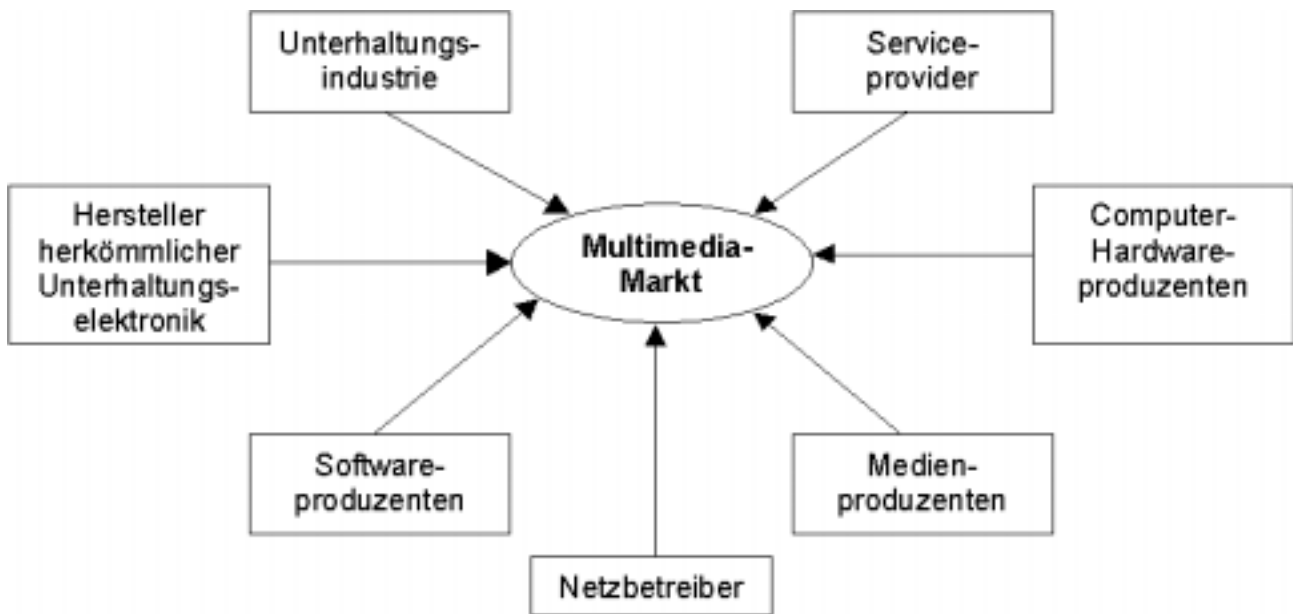 Unterhaltungs-
industrie
Service-
provider
Hersteller
herkömmlicher
Unterhaltungs-
elektronik
Multimedia-
Markt
Computer-
Hardware-
produzenten
Software-
produzenten
Medien-
produzenten
Netzbetreiber